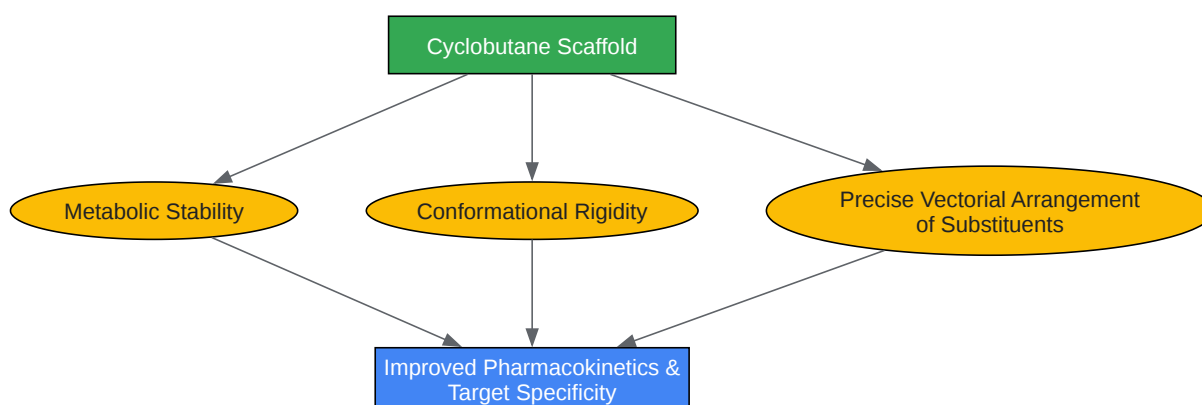 Cyclobutane Scaffold
Metabolic Stability
Conformational Rigidity
Precise Vectorial Arrangement
of Substituents
Improved Pharmacokinetics &
Target Specificity